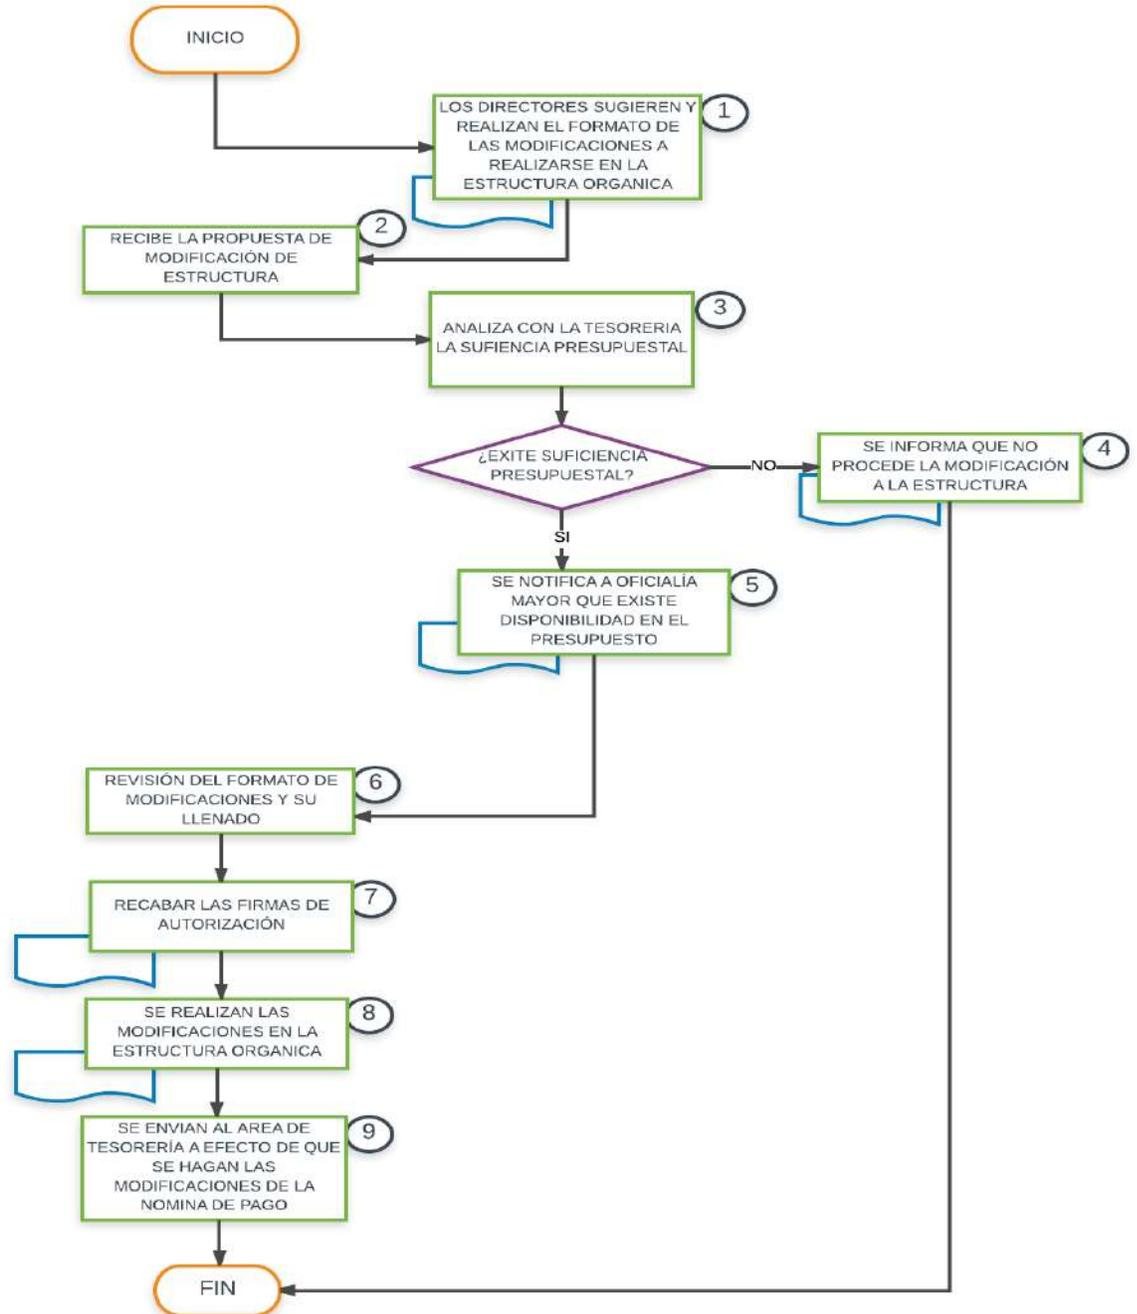 INICIO
LOS DIRECTORES SUGIEREN Y
REALIZAN EL FORMATO DE
LAS MODIFICACIONES A
REALIZARSE EN LA
ESTRUCTURA ORGANICA
1
RECIBE LA PROPUESTA DE
MODIFICACIÓN DE
ESTRUCTURA
2
ANALIZA CON LA TESORERIA
LA SUFIENCIA PRESUPUESTAL
3
¿EXITE SUFICIENCIA
PRESUPUESTAL?
NO
SE INFORMA QUE NO
PROCEDE LA MODIFICACIÓN
A LA ESTRUCTURA
4
SI
SE NOTIFICA A OFICIALÍA
MAYOR QUE EXISTE
DISPONIBILIDAD EN EL
PRESUPUESTO
5
REVISIÓN DEL FORMATO DE
MODIFICACIONES Y SU
LLENADO
6
RECABAR LAS FIRMAS DE
AUTORIZACIÓN
7
SE REALIZAN LAS
MODIFICACIONES EN LA
ESTRUCTURA ORGANICA
8
SE ENVIAN AL AREA DE
TESORERÍA A EFECTO DE QUE
SE HAGAN LAS
MODIFICACIONES DE LA
NOMINA DE PAGO
9
FIN